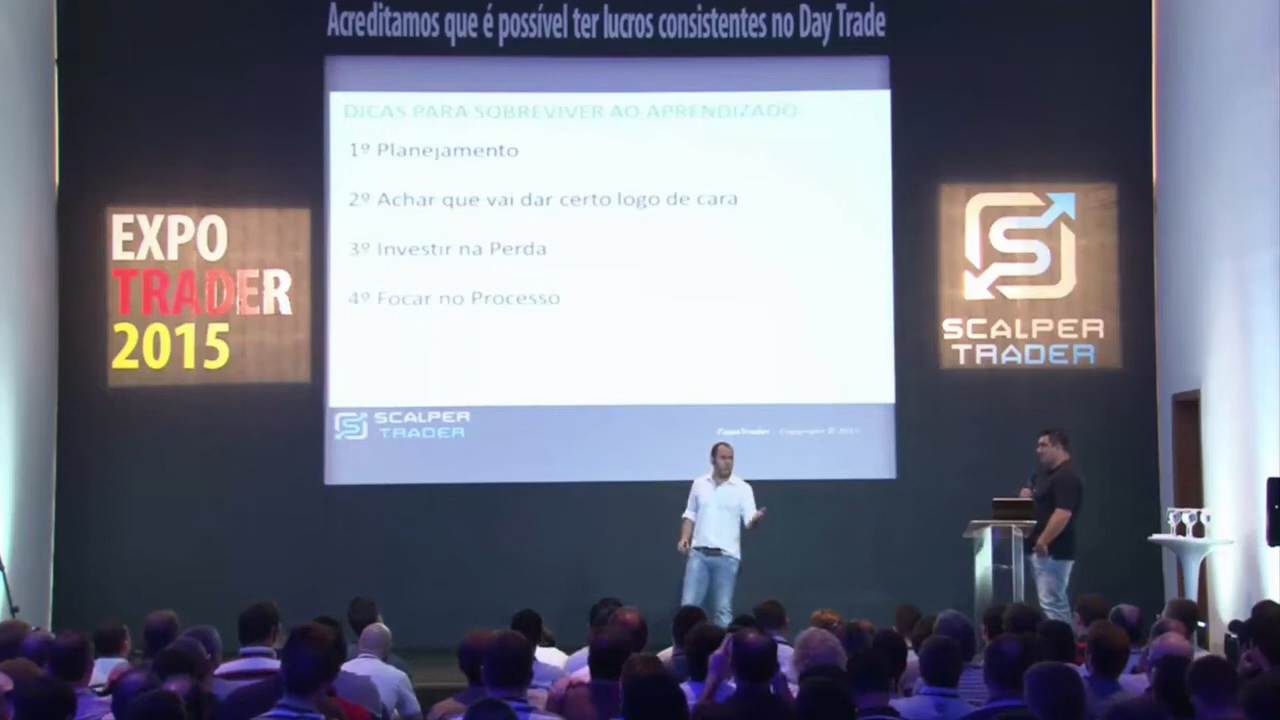 Acreditamos que é possível ter lucros consistentes no Day Trade
DICAS PARA SOBREVIVER AO APRENDIZADO
1º Planejamento
2º Achar que vai dar certo logo de cara
3º Investir na Perda
4º Focar no Processo
SCALPER
TRADER
EXPO
TRADER
2015
SCALPER
TRADER